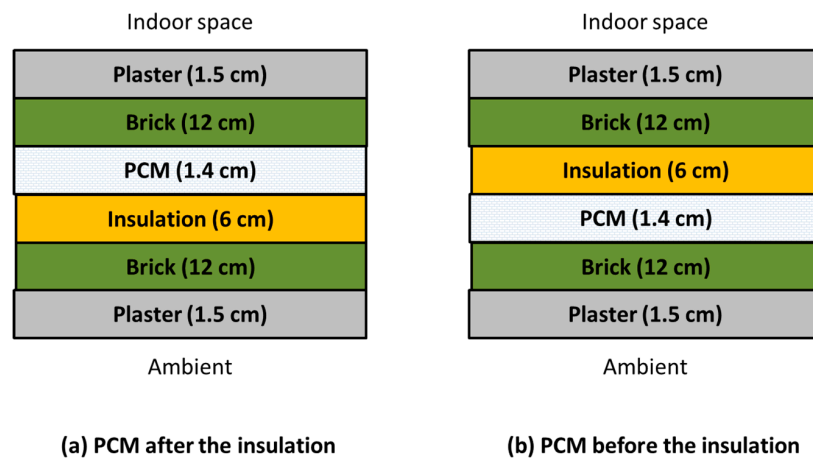 Indoor space
Plaster (1.5 cm)
Brick (12 cm)
PCM (1.4 cm)
Insulation (6 cm)
Brick (12 cm)
Plaster (1.5 cm)
Ambient
(a) PCM after the insulation
Indoor space
Plaster (1.5 cm)
Brick (12 cm)
Insulation (6 cm)
PCM (1.4 cm)
Brick (12 cm)
Plaster (1.5 cm)
Ambient
(b) PCM before the insulation